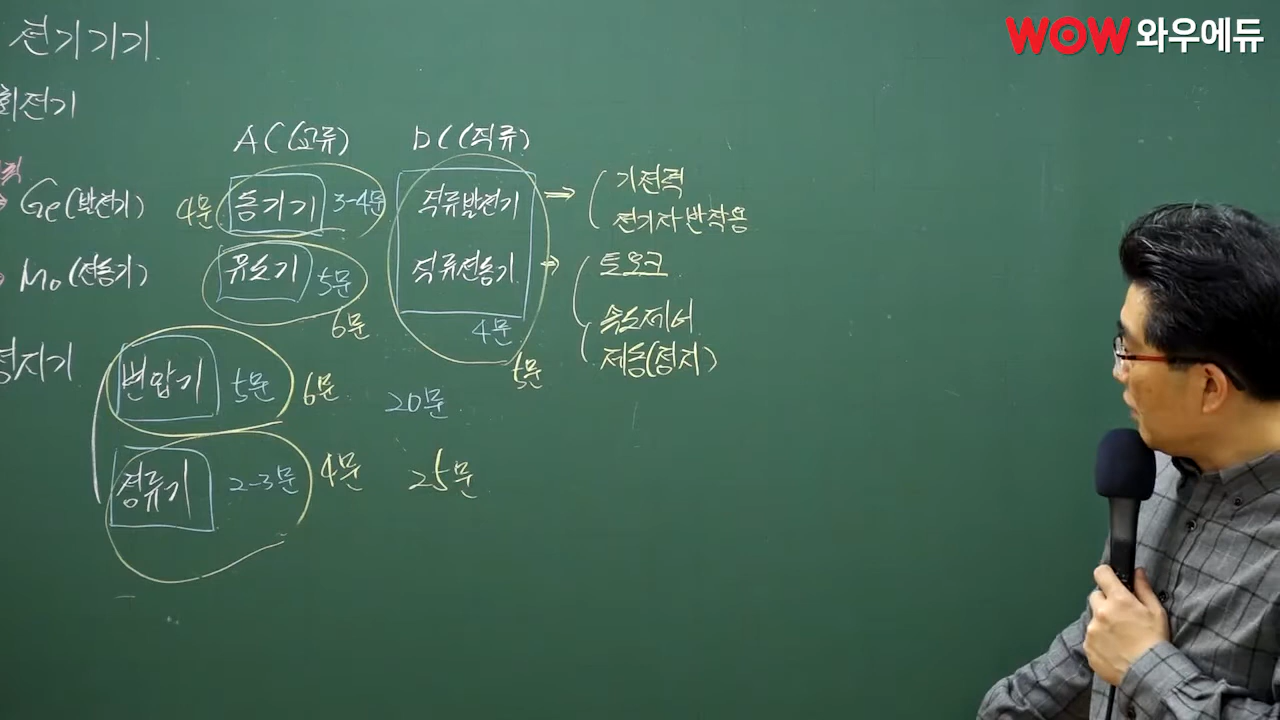 WOW 와우에듀
전기기기
회전기
AC(교류) DC(직류)
Ge(발전기) 4문 동기기 3-4문 직류발전기 ⇒ 기전력
전기자반작용
Mo(전동기) 유도기 5문 직류전동기 ⇒ 토오크
6문 4문 속도제어
정지기 변압기 5문 6문 5문 제동(정지)
20문
정류기 2-3문 4문 25문